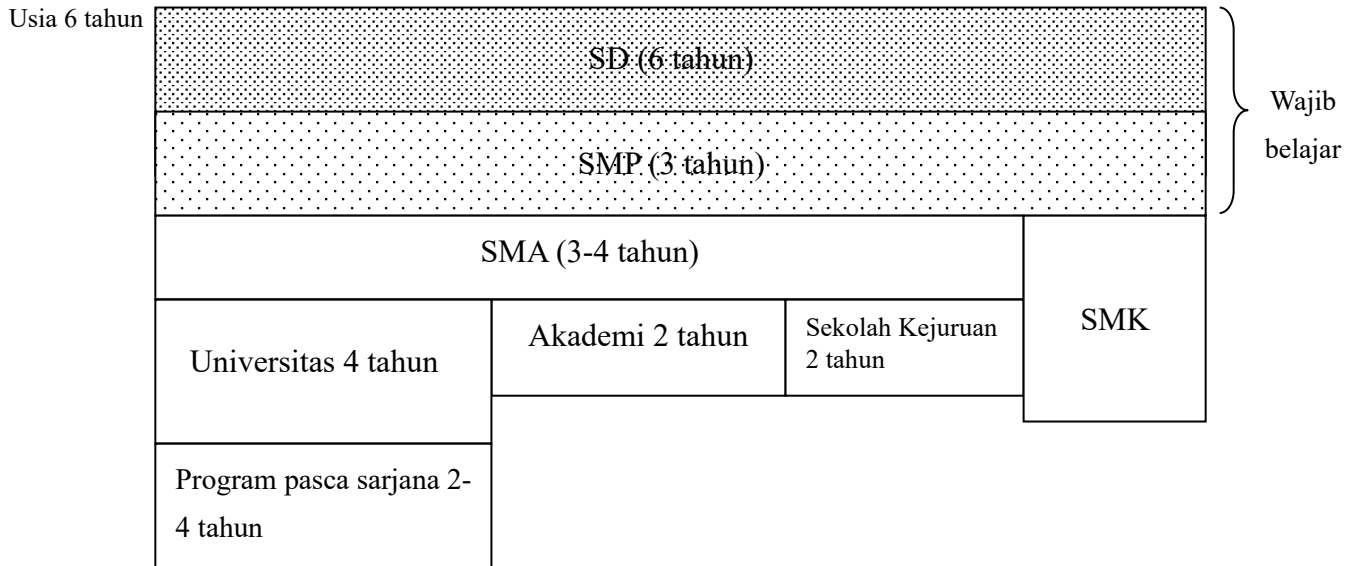 Usia 6 tahun
SD (6 tahun)
Wajib
belajar
SMP (3 tahun)
SMA (3-4 tahun)
SMK
Universitas 4 tahun
Akademi 2 tahun
Sekolah Kejuruan
2 tahun
Program pasca sarjana 2-
4 tahun